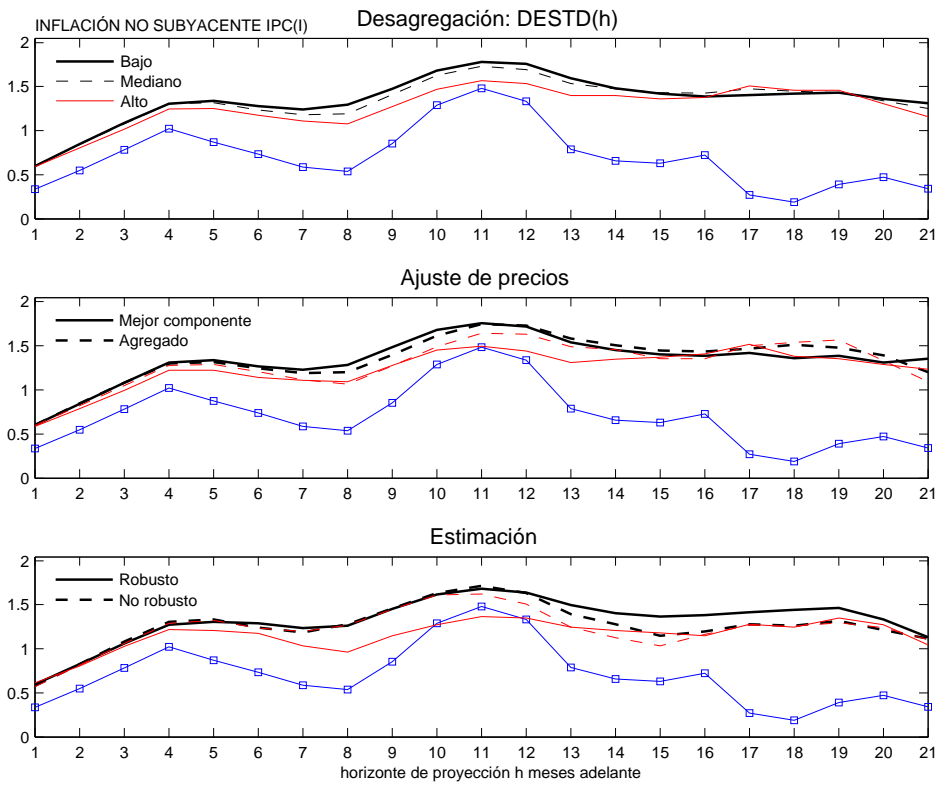 INFLACIÓN NO SUBYACENTE IPC(I)
Desagregación: DESTD(h)
2
1.5
1
0.5
0
Bajo
Mediano
Alto
1 2 3 4 5 6 7 8 9 10 11 12 13 14 15 16 17 18 19 20 21
Ajuste de precios
2
1.5
1
0.5
0
Mejor componente
Agregado
1 2 3 4 5 6 7 8 9 10 11 12 13 14 15 16 17 18 19 20 21
Estimación
2
1.5
1
0.5
0
Robusto
No robusto
1 2 3 4 5 6 7 8 9 10 11 12 13 14 15 16 17 18 19 20 21
horizonte de proyección h meses adelante